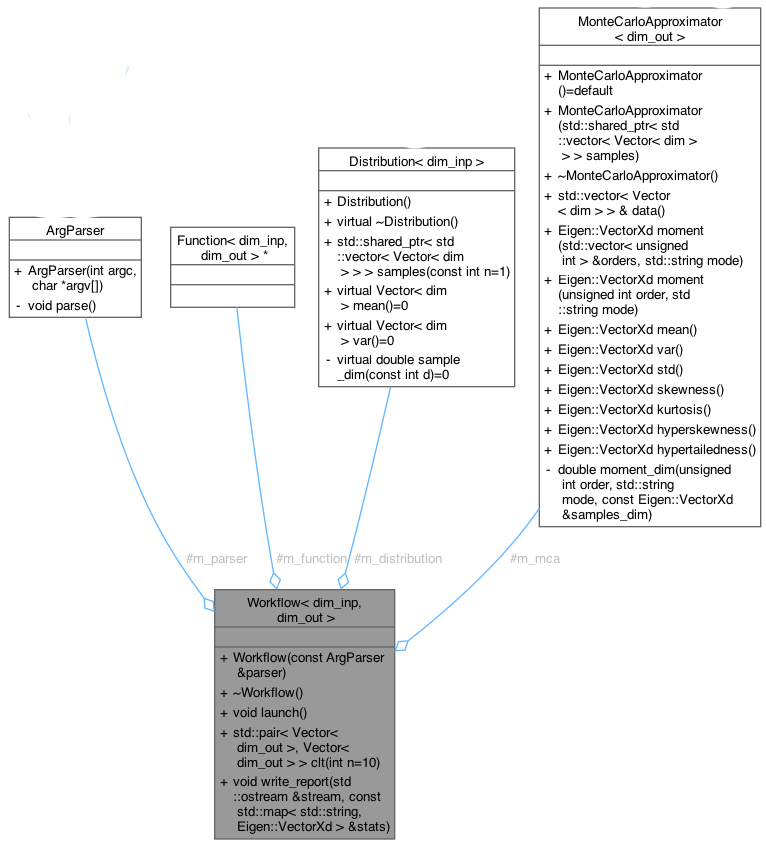 MonteCarloApproximator
< dim_out >
+ MonteCarloApproximator
()=default
+ MonteCarloApproximator
(std::shared_ptr< std
::vector< Vector< dim >
> > samples)
+ ~MonteCarloApproximator()
+ std::vector< Vector
< dim > > & data()
+ Eigen::VectorXd moment
(std::vector< unsigned
int > &orders, std::string mode)
+ Eigen::VectorXd moment
(unsigned int order, std
::string mode)
+ Eigen::VectorXd mean()
+ Eigen::VectorXd var()
+ Eigen::VectorXd std()
+ Eigen::VectorXd skewness()
+ Eigen::VectorXd kurtosis()
+ Eigen::VectorXd hyperskewness()
+ Eigen::VectorXd hypertailedness()
- double moment_dim(unsigned
int order, std::string
mode, const Eigen::VectorXd
&samples_dim)
Distribution< dim_inp >
+ Distribution()
+ virtual ~Distribution()
+ std::shared_ptr< std
::vector< Vector< dim
> > > samples(const int n=1)
+ virtual Vector< dim
> mean()=0
+ virtual Vector< dim
> var()=0
- virtual double sample
_dim(const int d)=0
ArgParser
+ ArgParser(int argc,
char *argv[])
- void parse()
Function< dim_inp,
dim_out > *
#m_parser
#m_function
#m_distribution
#m_mca
Workflow< dim_inp,
dim_out >
+ Workflow(const ArgParser
&parser)
+ ~Workflow()
+ void launch()
+ std::pair< Vector<
dim_out >, Vector<
dim_out > > clt(int n=10)
+ void write_report(std
::ostream &stream, const
std::map< std::string,
Eigen::VectorXd > &stats)